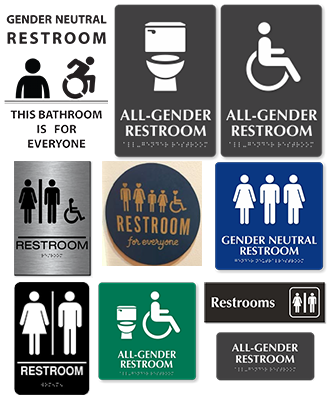 GENDER NEUTRAL
RESTROOM
THIS BATHROOM
IS FOR
EVERYONE
ALL-GENDER
RESTROOM
ALL-GENDER
RESTROOM
RESTROOM
RESTROOM
for everyone
GENDER NEUTRAL
RESTROOM
RESTROOM
ALL-GENDER
RESTROOM
Restrooms
ALL-GENDER
RESTROOM